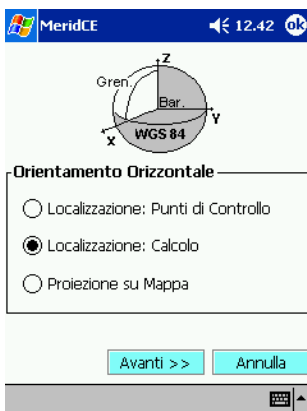 MeridCE 12.42 ok
Z
Gren.
Bar.
Y
X
WGS 84
Orientamento Orizzontale
Localizzazione: Punti di Controllo
Localizzazione: Calcolo
Proiezione su Mappa
Avanti >> Annulla